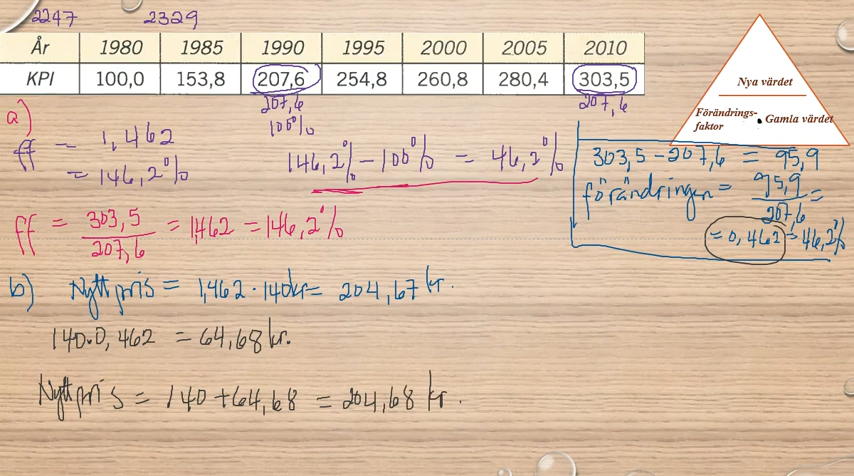 2247 2329
År 1980 1985 1990 1995 2000 2005 2010
KPI 100,0 153,8 207,6 254,8 260,8 280,4 303,5
207,6 207,6
100%
Nya värdet
Förändrings-
faktor
Gamla värdet
a)
ff = 1,462
= 146,2%
146,2% - 100% = 46,2%
303,5 - 207,6 = 95,9
förändringen = 95,9 / 207,6 =
= 0,462 = 46,2%
ff = 303,5 / 207,6 = 1,462 = 146,2%
b) Nytt pris = 1,462 · 140 kr = 204,67 kr.
140 · 0,462 = 64,68 kr.
Nytt pris = 140 + 64,68 = 204,68 kr.